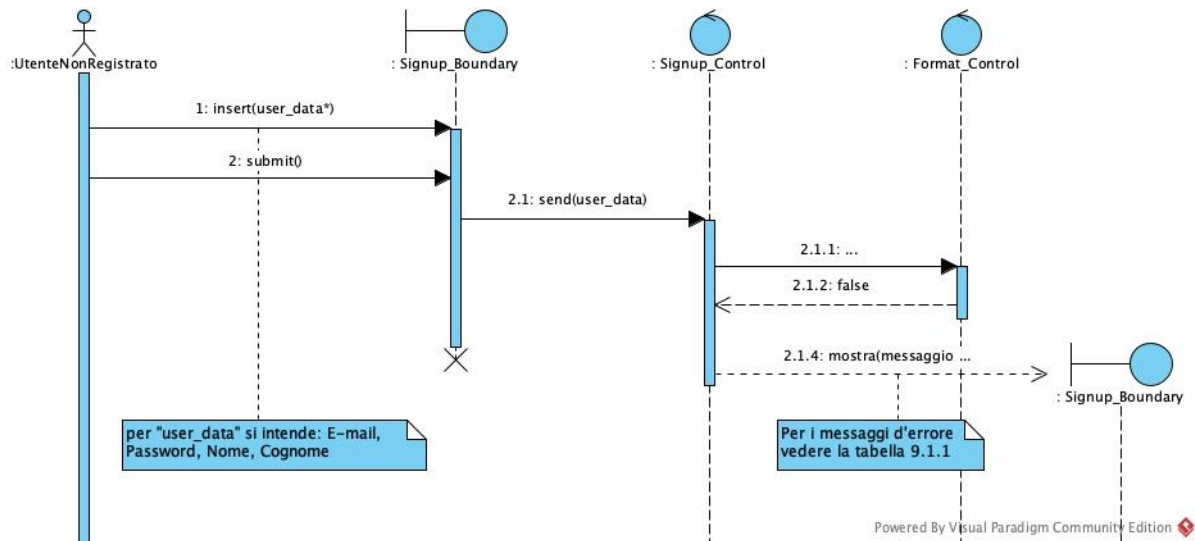 :UtenteNonRegistrato
: Signup_Boundary
: Signup_Control
: Format_Control
1: insert(user_data*)
2: submit()
2.1: send(user_data)
2.1.1: ...
2.1.2: false
2.1.4: mostra(messaggio ...
: Signup_Boundary
per "user_data" si intende: E-mail,
Password, Nome, Cognome
Per i messaggi d'errore
vedere la tabella 9.1.1
Powered By Visual Paradigm Community Edition